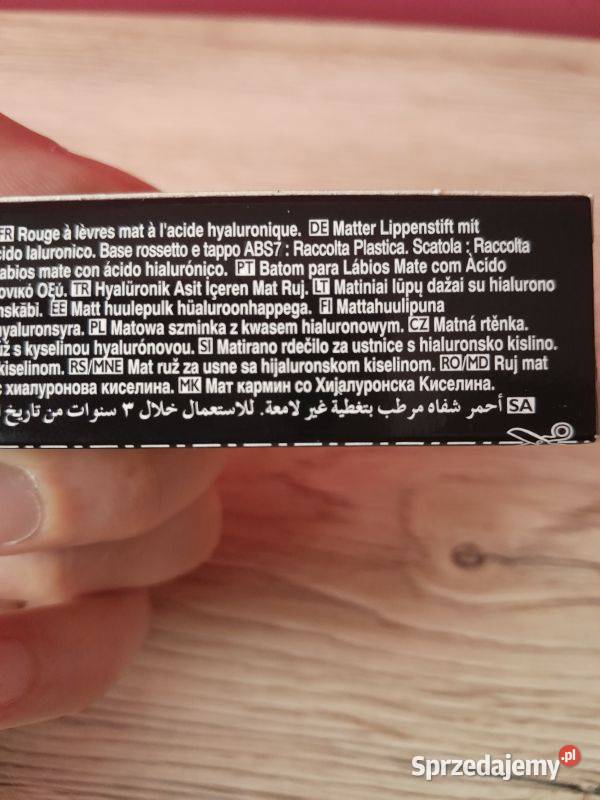 FR Rouge à lèvres mat à l'acide hyaluronique. DE Matter Lippenstift mit
cido Ialuronico. Base rossetto e tappo ABS7 : Raccolta Plastica. Scatola : Raccolta
labios mate con ácido hialurónico. PT Batom para Lábios Mate com Àcido
ονικό Οξύ. TR Hyalüronik Asit İçeren Mat Ruj. LT Matiniai lūpų dažai su hialurono
nskābi. EE Matt huulepulk hüaluroonhappega. FI Mattahuulipuna
hyaluronsyra. PL Matowa szminka z kwasem hialuronowym. CZ Matná rtěnka.
ůž s kyselinou hyalurónovou. SI Matirano rdečilo za ustnice s hialuronsko kislino.
kiselinom. RS/MNE Mat ruž za usne sa hijaluronskom kiselinom. RO/MD Ruj mat
с хиалуронова киселина. MK Мат кармин со Хијалуронска Киселина.
SA أحمر شفاه مرطب بتغطية غير لامعة. للاستعمال خلال ٣ سنوات من تاريخ
Sprzedajemy.pl